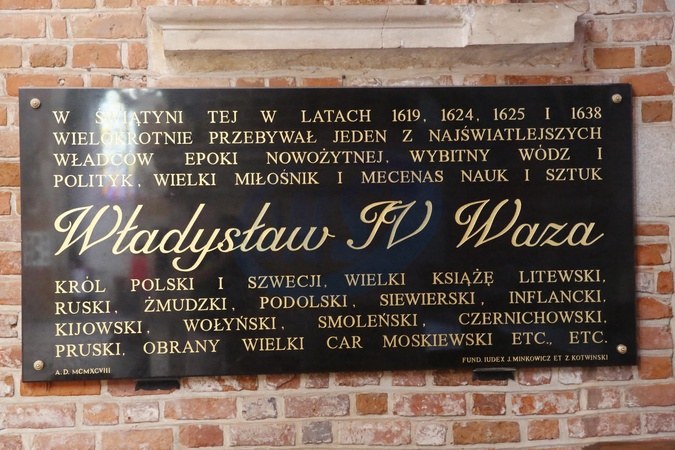 W ŚWIĄTYNI TEJ W LATACH 1619, 1624, 1625 I 1638
WIELOKROTNIE PRZEBYWAŁ JEDEN Z NAJŚWIATLEJSZYCH
WŁADCÓW EPOKI NOWOŻYTNEJ, WYBITNY WÓDZ I
POLITYK, WIELKI MIŁOŚNIK I MECENAS NAUK I SZTUK
Władysław IV Waza
KRÓL POLSKI I SZWECJI, WIELKI KSIĄŻĘ LITEWSKI,
RUSKI, ŻMUDZKI, PODOLSKI, SIEWIERSKI, INFLANCKI,
KIJOWSKI, WOŁYŃSKI, SMOLEŃSKI, CZERNICHOWSKI,
PRUSKI, OBRANY WIELKI CAR MOSKIEWSKI ETC., ETC.
FUND. IUDEX J.MINKOWICZ ET Z.KOTWIŃSKI
A.D. MCMXCVIII